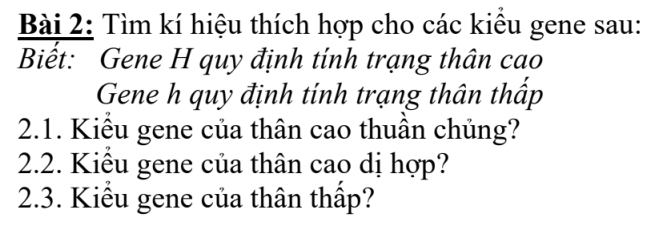 Bài 2: Tìm kí hiệu thích hợp cho các kiểu gene sau:
Biết: Gene H quy định tính trạng thân cao
Gene h quy định tính trạng thân thấp
2.1. Kiểu gene của thân cao thuần chủng?
2.2. Kiểu gene của thân cao dị hợp?
2.3. Kiểu gene của thân thấp?